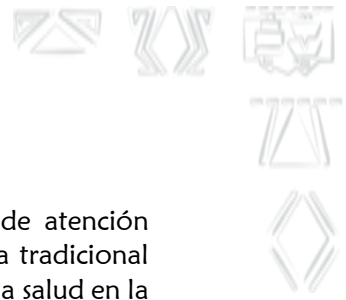 de atención
a tradicional
a salud en la